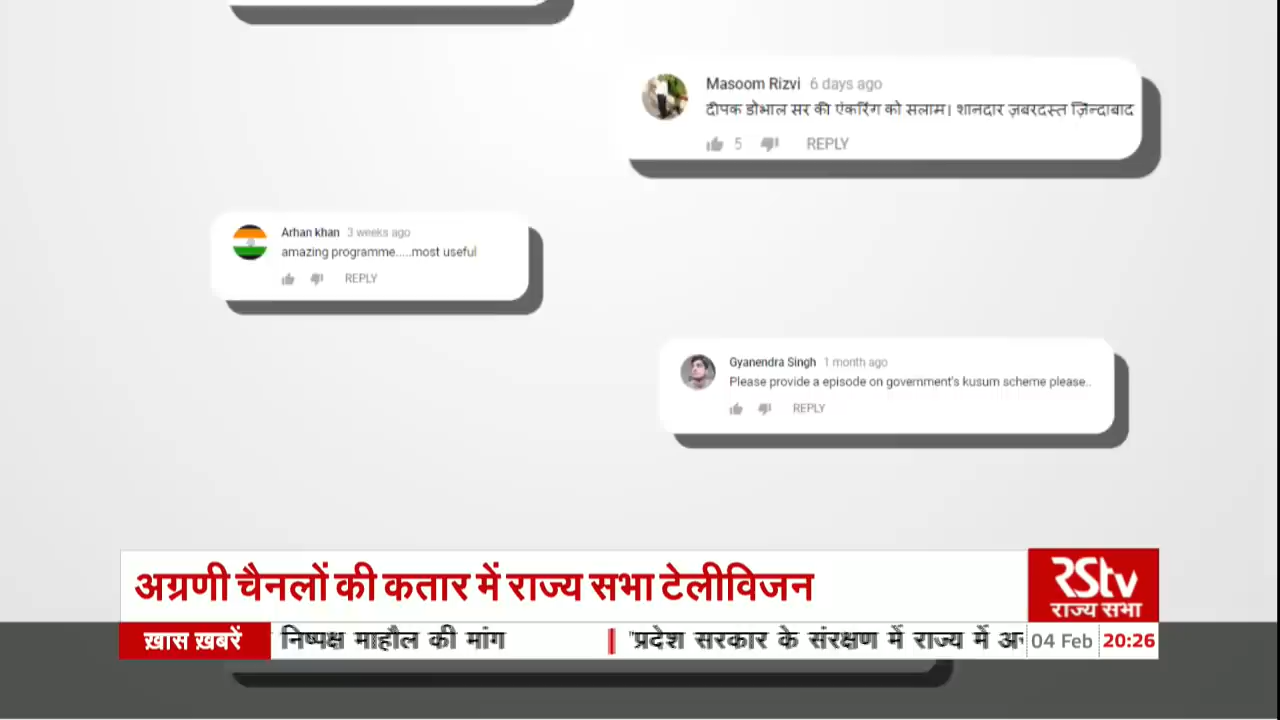 Masoom Rizvi 6 days ago
दीपक डोभाल सर की एंकरिंग को सलाम। शानदार ज़बरदस्त ज़िन्दाबाद
5 REPLY
Arhan khan 3 weeks ago
amazing programme.....most useful
REPLY
Gyanendra Singh 1 month ago
Please provide a episode on government's kusum scheme please..
REPLY
अग्रणी चैनलों की कतार में राज्य सभा टेलीविजन
RStv
राज्य सभा
ख़ास ख़बरें निष्पक्ष माहौल की मांग | "प्रदेश सरकार के संरक्षण में राज्य में 04 Feb 20:26